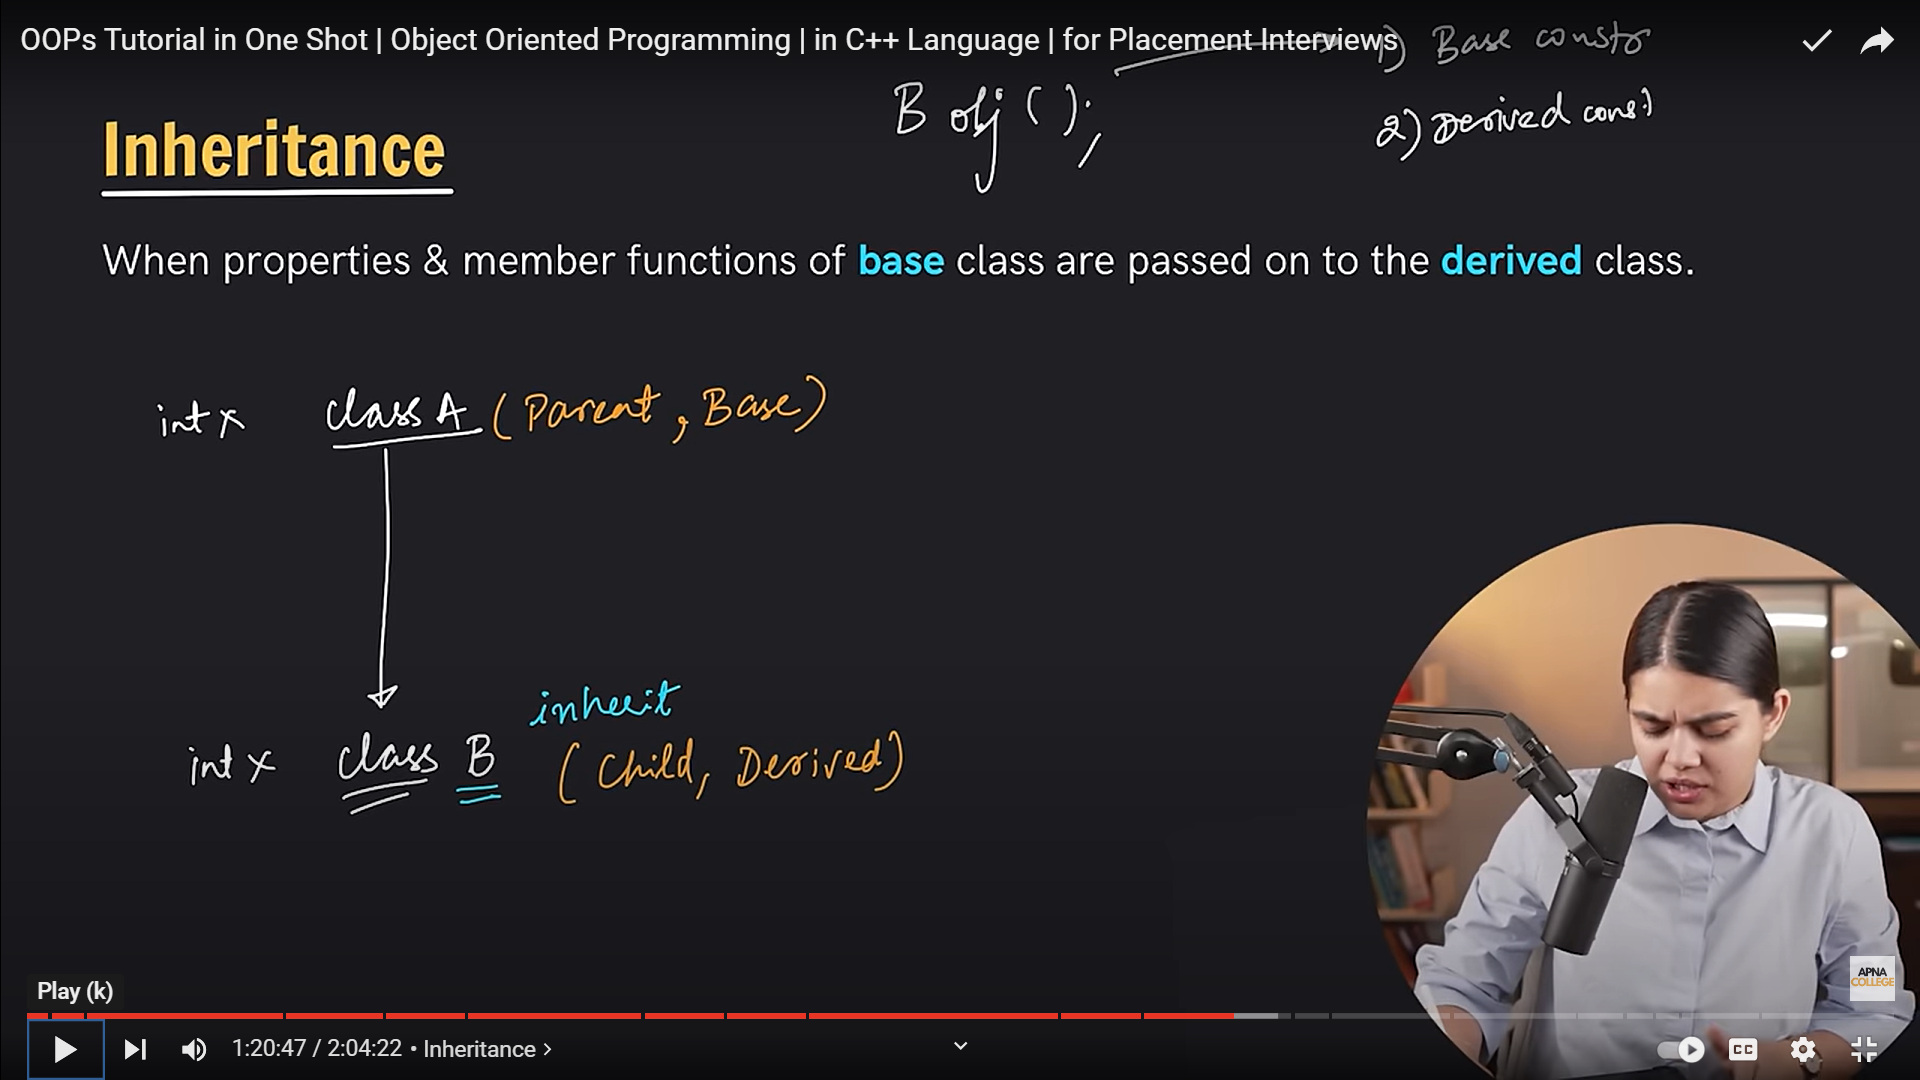 OOPs Tutorial in One Shot | Object Oriented Programming | in C++ Language | for Placement Interviews
1) Base constr
B obj ( );
2) Derived cons:)
Inheritance
When properties & member functions of base class are passed on to the derived class.
int x class A (Parent, Base)
inherit
int x class B (Child, Derived)
APNA
COLLEGE
Play (k)
1:20:47 / 2:04:22 • Inheritance >
CC